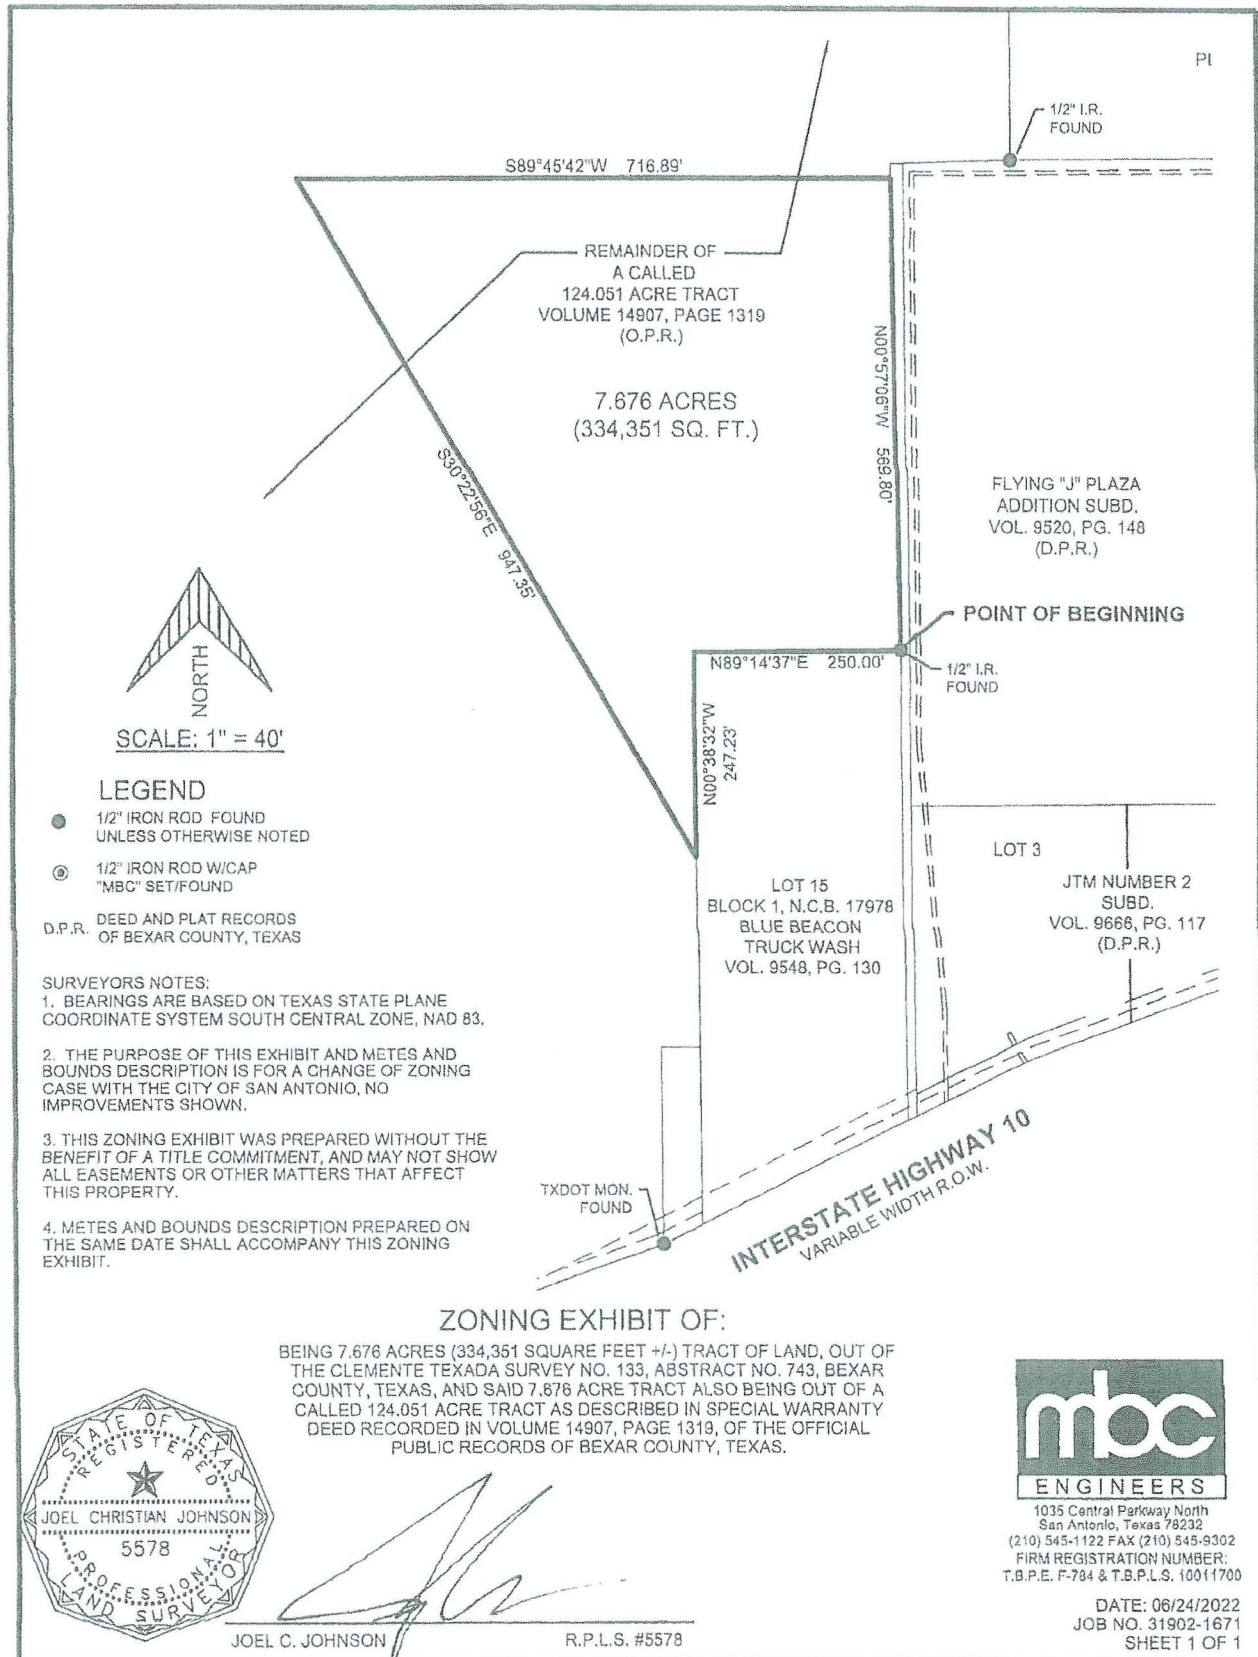 PL
1/2" I.R.
FOUND
S89°45'42"W 716.89'
REMAINDER OF
A CALLED
124.051 ACRE TRACT
VOLUME 14907, PAGE 1319
(O.P.R.)
7.676 ACRES
(334,351 SQ. FT.)
N00°57'06"W 569.80'
S30°22'56"E 947.35'
FLYING "J" PLAZA
ADDITION SUBD.
VOL. 9520, PG. 148
(D.P.R.)
POINT OF BEGINNING
N89°14'37"E 250.00'
1/2" I.R.
FOUND
N00°38'32"W
247.23'
NORTH
SCALE: 1" = 40'
LEGEND
1/2" IRON ROD FOUND
UNLESS OTHERWISE NOTED
1/2" IRON ROD W/CAP
"MBC" SET/FOUND
D.P.R. DEED AND PLAT RECORDS
OF BEXAR COUNTY, TEXAS
LOT 3
JTM NUMBER 2
SUBD.
VOL. 9666, PG. 117
(D.P.R.)
LOT 15
BLOCK 1, N.C.B. 17978
BLUE BEACON
TRUCK WASH
VOL. 9548, PG. 130
SURVEYORS NOTES:
1. BEARINGS ARE BASED ON TEXAS STATE PLANE
COORDINATE SYSTEM SOUTH CENTRAL ZONE, NAD 83.
2. THE PURPOSE OF THIS EXHIBIT AND METES AND
BOUNDS DESCRIPTION IS FOR A CHANGE OF ZONING
CASE WITH THE CITY OF SAN ANTONIO, NO
IMPROVEMENTS SHOWN.
3. THIS ZONING EXHIBIT WAS PREPARED WITHOUT THE
BENEFIT OF A TITLE COMMITMENT, AND MAY NOT SHOW
ALL EASEMENTS OR OTHER MATTERS THAT AFFECT
THIS PROPERTY.
4. METES AND BOUNDS DESCRIPTION PREPARED ON
THE SAME DATE SHALL ACCOMPANY THIS ZONING
EXHIBIT.
TXDOT MON.
FOUND
INTERSTATE HIGHWAY 10
VARIABLE WIDTH R.O.W.
ZONING EXHIBIT OF:
BEING 7.676 ACRES (334,351 SQUARE FEET +/-) TRACT OF LAND, OUT OF
THE CLEMENTE TEXADA SURVEY NO. 133, ABSTRACT NO. 743, BEXAR
COUNTY, TEXAS, AND SAID 7.676 ACRE TRACT ALSO BEING OUT OF A
CALLED 124.051 ACRE TRACT AS DESCRIBED IN SPECIAL WARRANTY
DEED RECORDED IN VOLUME 14907, PAGE 1319, OF THE OFFICIAL
PUBLIC RECORDS OF BEXAR COUNTY, TEXAS.
STATE OF TEXAS
REGISTERED
JOEL CHRISTIAN JOHNSON
5578
PROFESSIONAL
LAND SURVEYOR
JOEL C. JOHNSON R.P.L.S. #5578
mbc
ENGINEERS
1035 Central Parkway North
San Antonio, Texas 78232
(210) 545-1122 FAX (210) 545-9302
FIRM REGISTRATION NUMBER:
T.B.P.E. F-784 & T.B.P.L.S. 10011700
DATE: 06/24/2022
JOB NO. 31902-1671
SHEET 1 OF 1